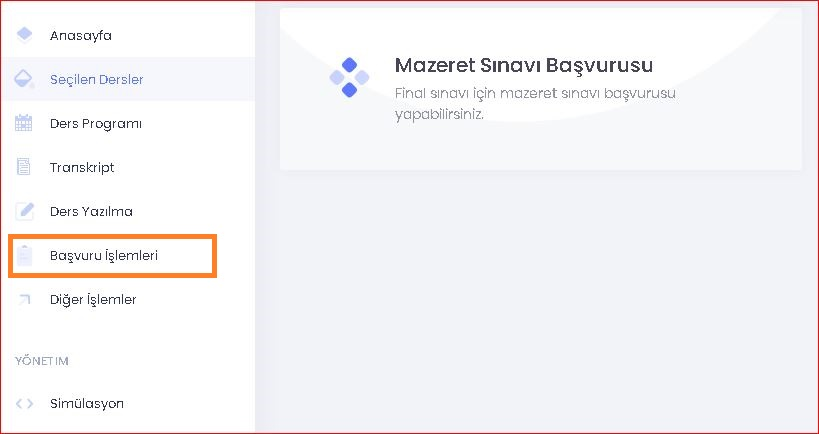 Anasayfa
Seçilen Dersler
Ders Programı
Transkript
Ders Yazılma
Başvuru İşlemleri
Diğer İşlemler
YÖNETIM
Simülasyon
Mazeret Sınavı Başvurusu
Final sınavı için mazeret sınavı başvurusu
yapabilirsiniz.